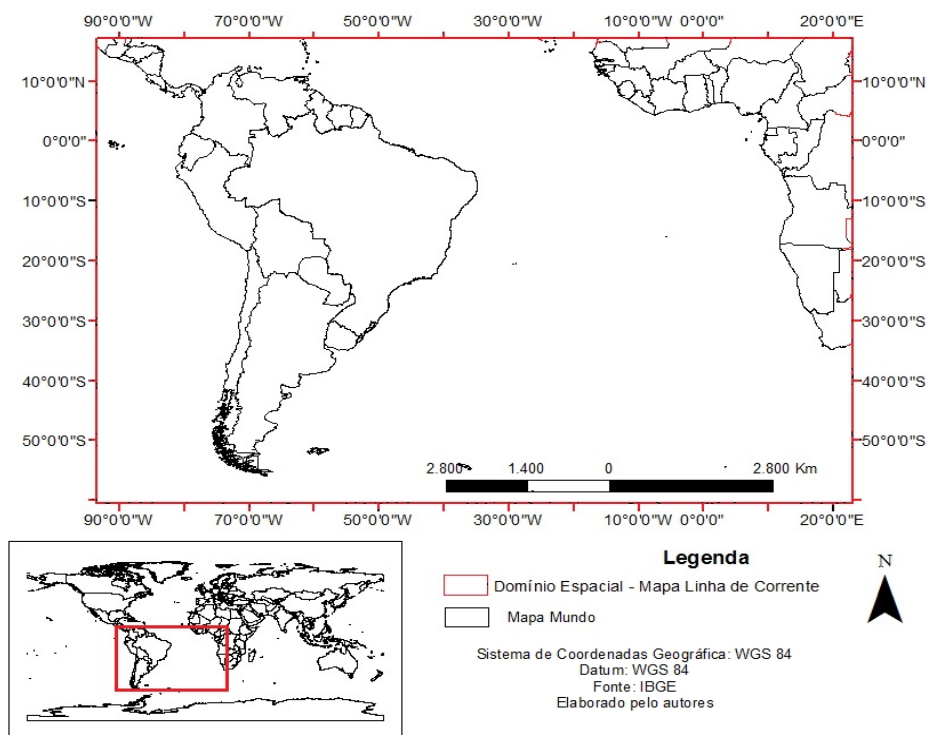 90°0'0"W 70°0'0"W 50°0'0"W 30°0'0"W 10°0'0"W 0°0'0" 20°0'0"E
10°0'0"N 10°0'0"N
0°0'0" 0°0'0"
10°0'0"S 10°0'0"S
20°0'0"S 20°0'0"S
30°0'0"S 30°0'0"S
40°0'0"S 40°0'0"S
50°0'0"S 50°0'0"S
2.800 1.400 0 2.800 Km
90°0'0"W 70°0'0"W 50°0'0"W 30°0'0"W 10°0'0"W 0°0'0" 20°0'0"E
Legenda
Domínio Espacial - Mapa Linha de Corrente
Mapa Mundo
N
Sistema de Coordenadas Geográfica: WGS 84
Datum: WGS 84
Fonte: IBGE
Elaborado pelo autores